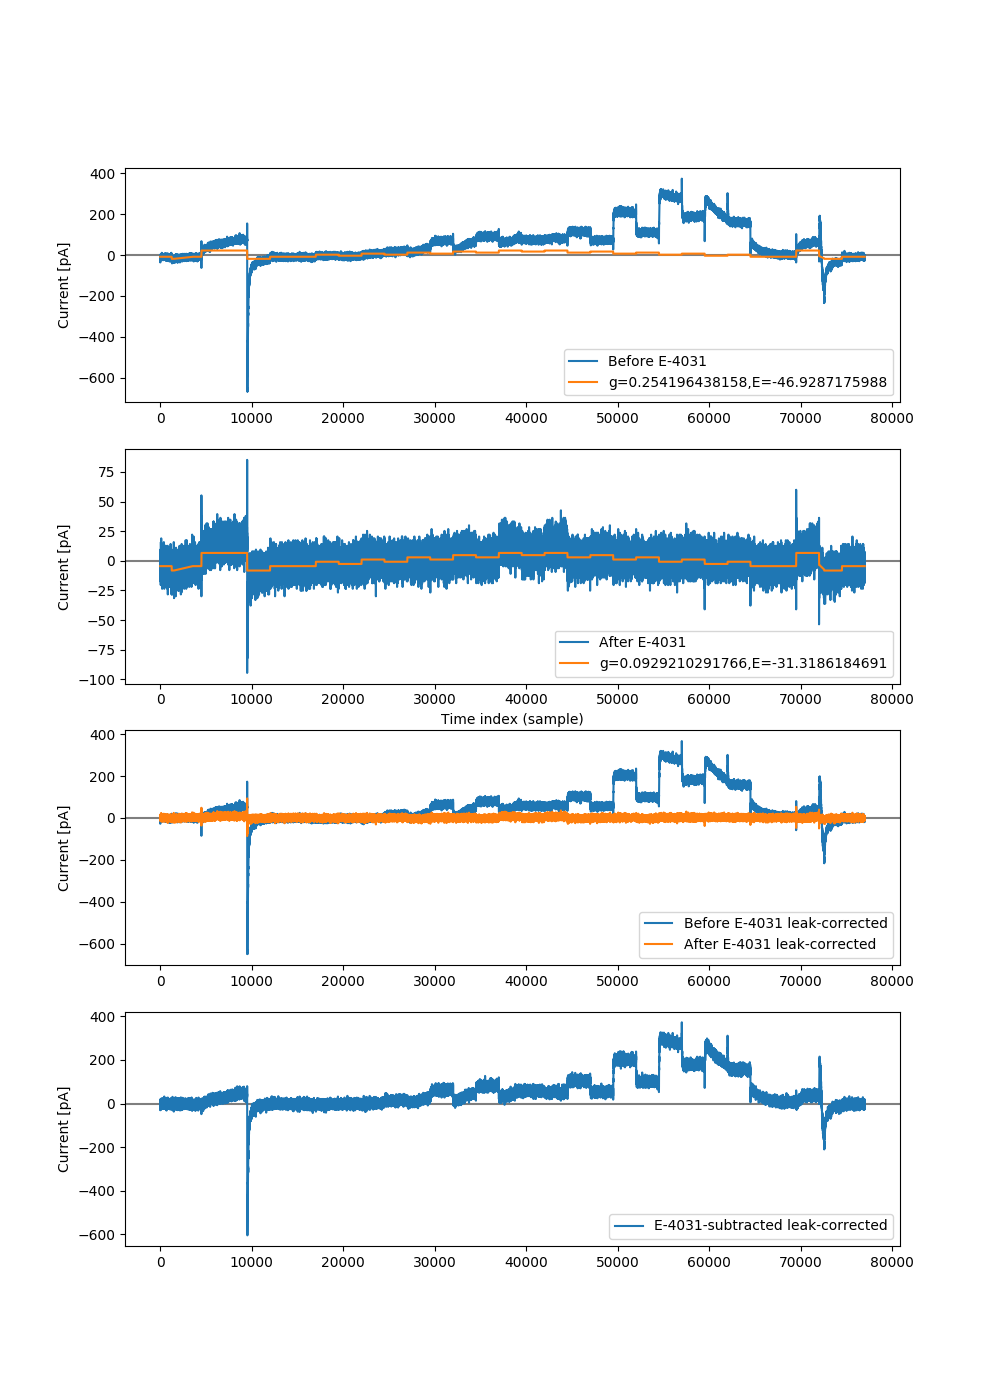 400
200
0
−200
−400
−600
Current [pA]
Before E-4031
g=0.254196438158,E=-46.9287175988
0 10000 20000 30000 40000 50000 60000 70000 80000
75
50
25
0
−25
−50
−75
−100
Current [pA]
After E-4031
g=0.0929210291766,E=-31.3186184691
0 10000 20000 30000 40000 50000 60000 70000 80000
Time index (sample)
400
200
0
−200
−400
−600
Current [pA]
Before E-4031 leak-corrected
After E-4031 leak-corrected
0 10000 20000 30000 40000 50000 60000 70000 80000
400
200
0
−200
−400
−600
Current [pA]
E-4031-subtracted leak-corrected
0 10000 20000 30000 40000 50000 60000 70000 80000